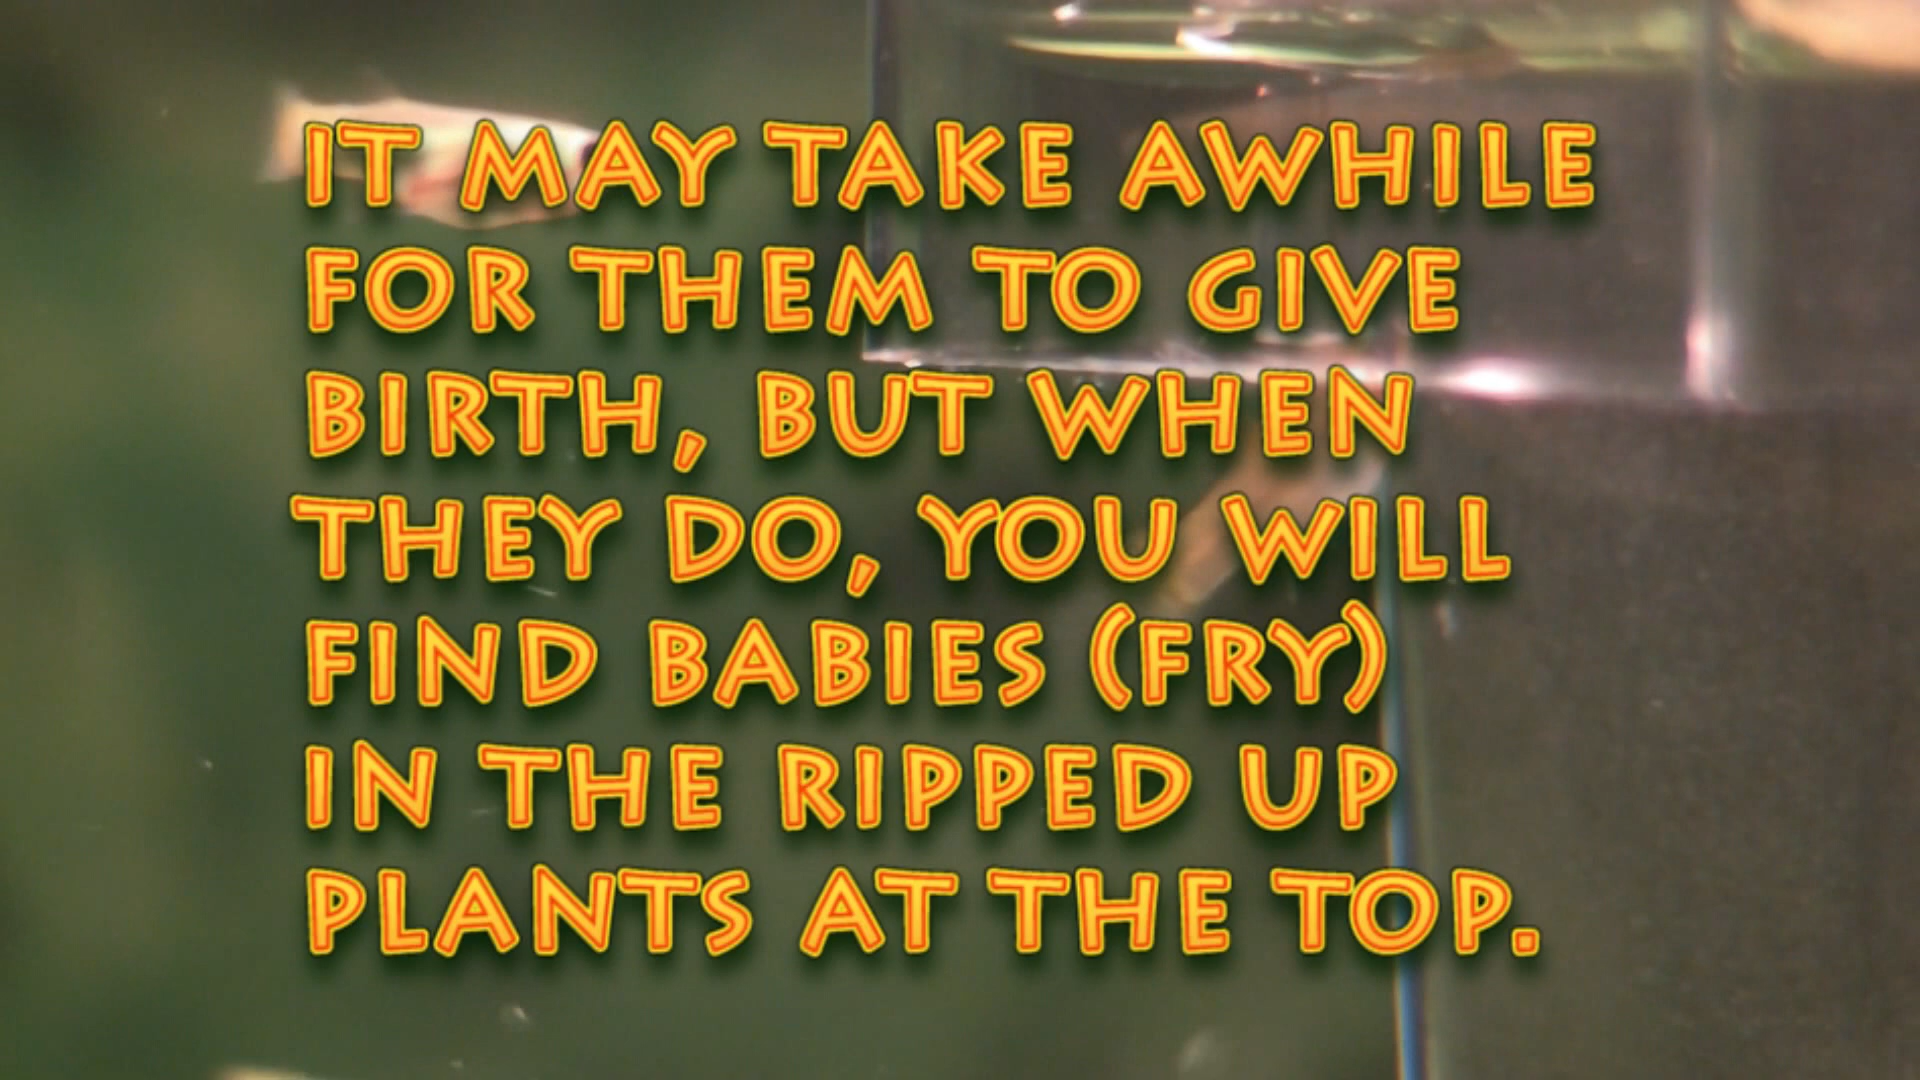 IT MAY TAKE AWHILE
FOR THEM TO GIVE
BIRTH, BUT WHEN
THEY DO, YOU WILL
FIND BABIES (FRY)
IN THE RIPPED UP
PLANTS AT THE TOP.